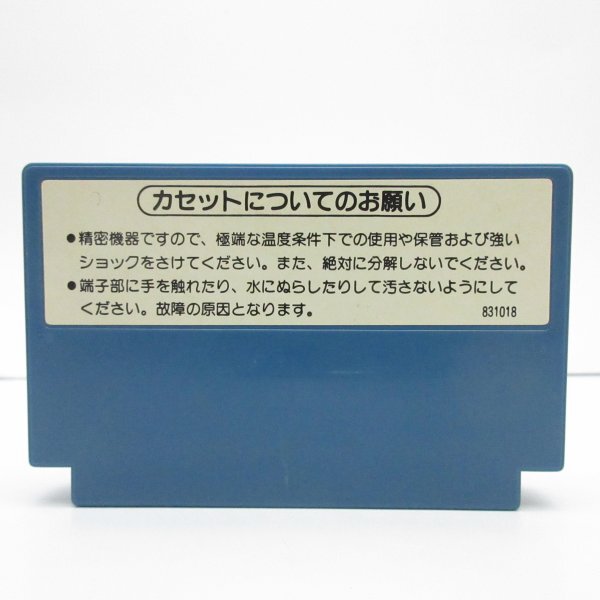 カセットについてのお願い
●精密機器ですので、極端な温度条件下での使用や保管および強い
ショックをさけてください。また、絶対に分解しないでください。
●端子部に手を触れたり、水にぬらしたりして汚さないようにして
ください。故障の原因となります。 831018